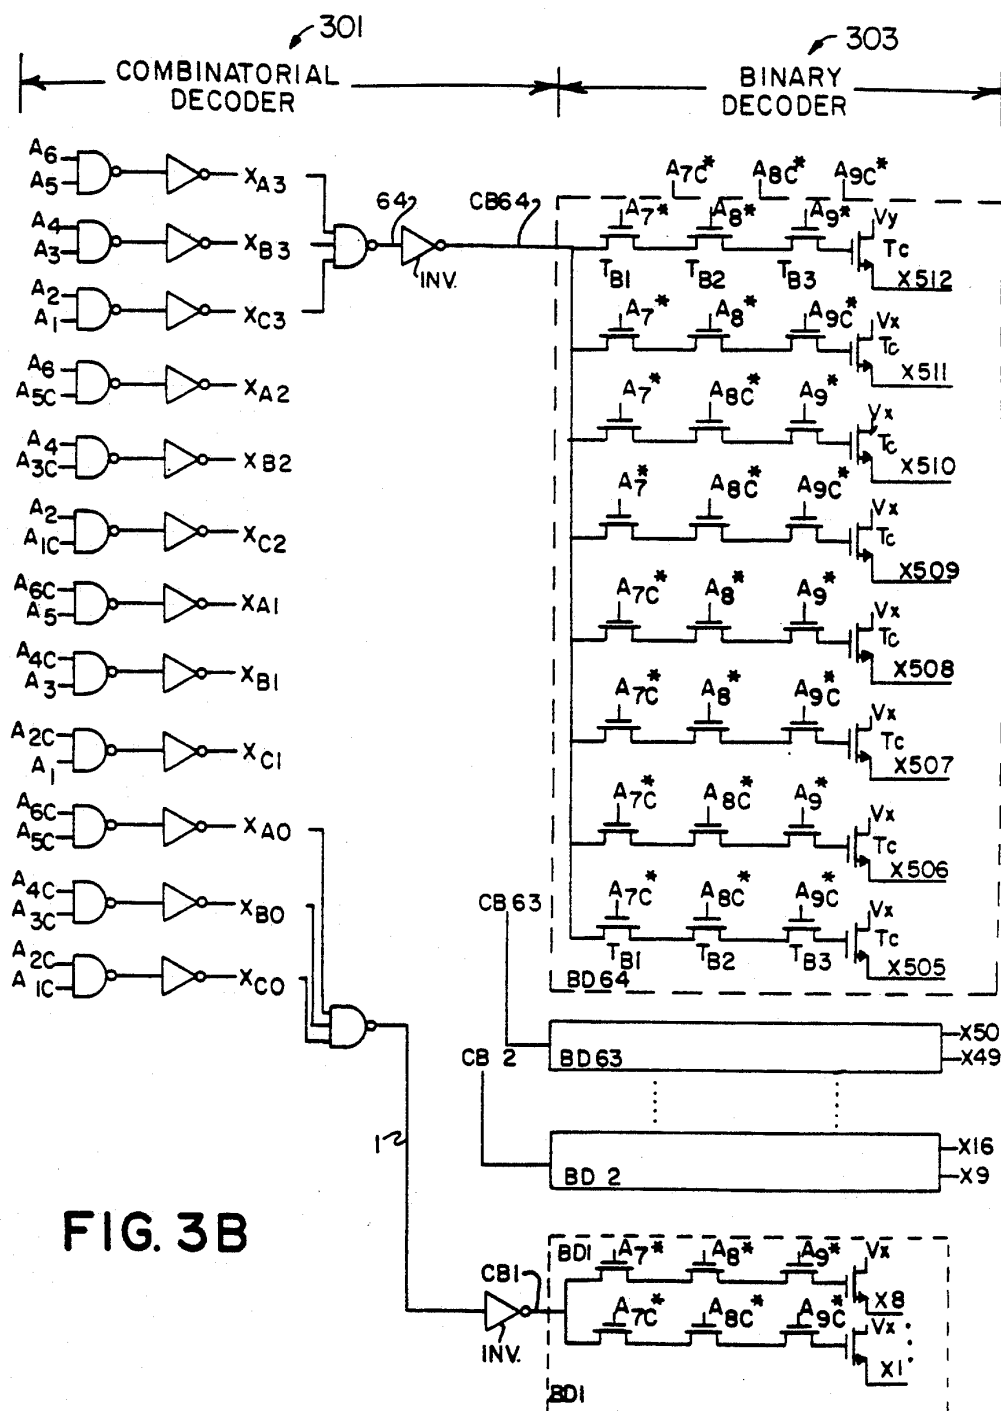 301
303
COMBINATORIAL DECODER
BINARY DECODER
A7C* A8C* A9C*
A6
A5
XA3
A4
A3
XB3
64
INV.
CB64
A7* A8* A9* Vy
TB1 TB2 TB3 Tc
X512
A2
A1
XC3
A7* A8* A9C* Vx
Tc
X511
A6
A5C
XA2
A7* A8C* A9* Vx
Tc
X510
A4
A3C
XB2
A7* A8C* A9C* Vx
Tc
X509
A2
A1C
XC2
A7C* A8* A9* Vx
Tc
X508
A6C
A5
XA1
A4C
A3
XB1
A7C* A8* A9C* Vx
Tc
X507
A2C
A1
XC1
A7C* A8C* A9* Vx
Tc
X506
A6C
A5C
XA0
A4C
A3C
XB0
CB63
A7C* A8C* A9C* Vx
TB1 TB2 TB3 Tc
X505
BD64
A2C
A1C
XC0
X50
BD 63
X49
CB 2
X16
BD 2
X9
1
FIG. 3B
BD1
A7* A8* A9* Vx
X8
CB1
INV.
A7C* A8C* A9C* Vx
X1
BD1